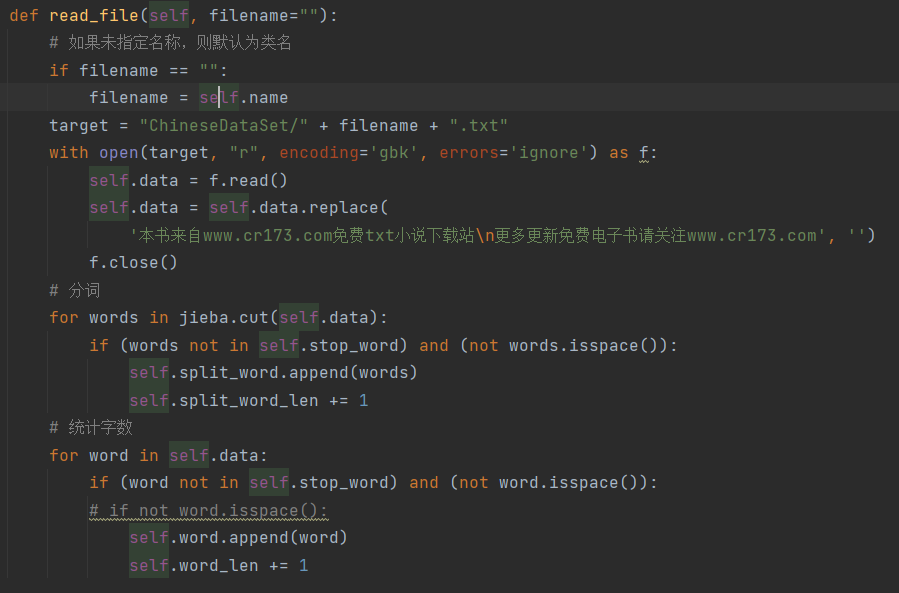 def read_file(self, filename=""):
    # 如果未指定名称，则默认为类名
    if filename == "":
        filename = self.name
    target = "ChineseDataSet/" + filename + ".txt"
    with open(target, "r", encoding='gbk', errors='ignore') as f:
        self.data = f.read()
        self.data = self.data.replace(
            '本书来自www.cr173.com免费txt小说下载站\n更多更新免费电子书请关注www.cr173.com', '')
        f.close()
    # 分词
    for words in jieba.cut(self.data):
        if (words not in self.stop_word) and (not words.isspace()):
            self.split_word.append(words)
            self.split_word_len += 1
    # 统计字数
    for word in self.data:
        if (word not in self.stop_word) and (not word.isspace()):
        # if not word.isspace():
            self.word.append(word)
            self.word_len += 1